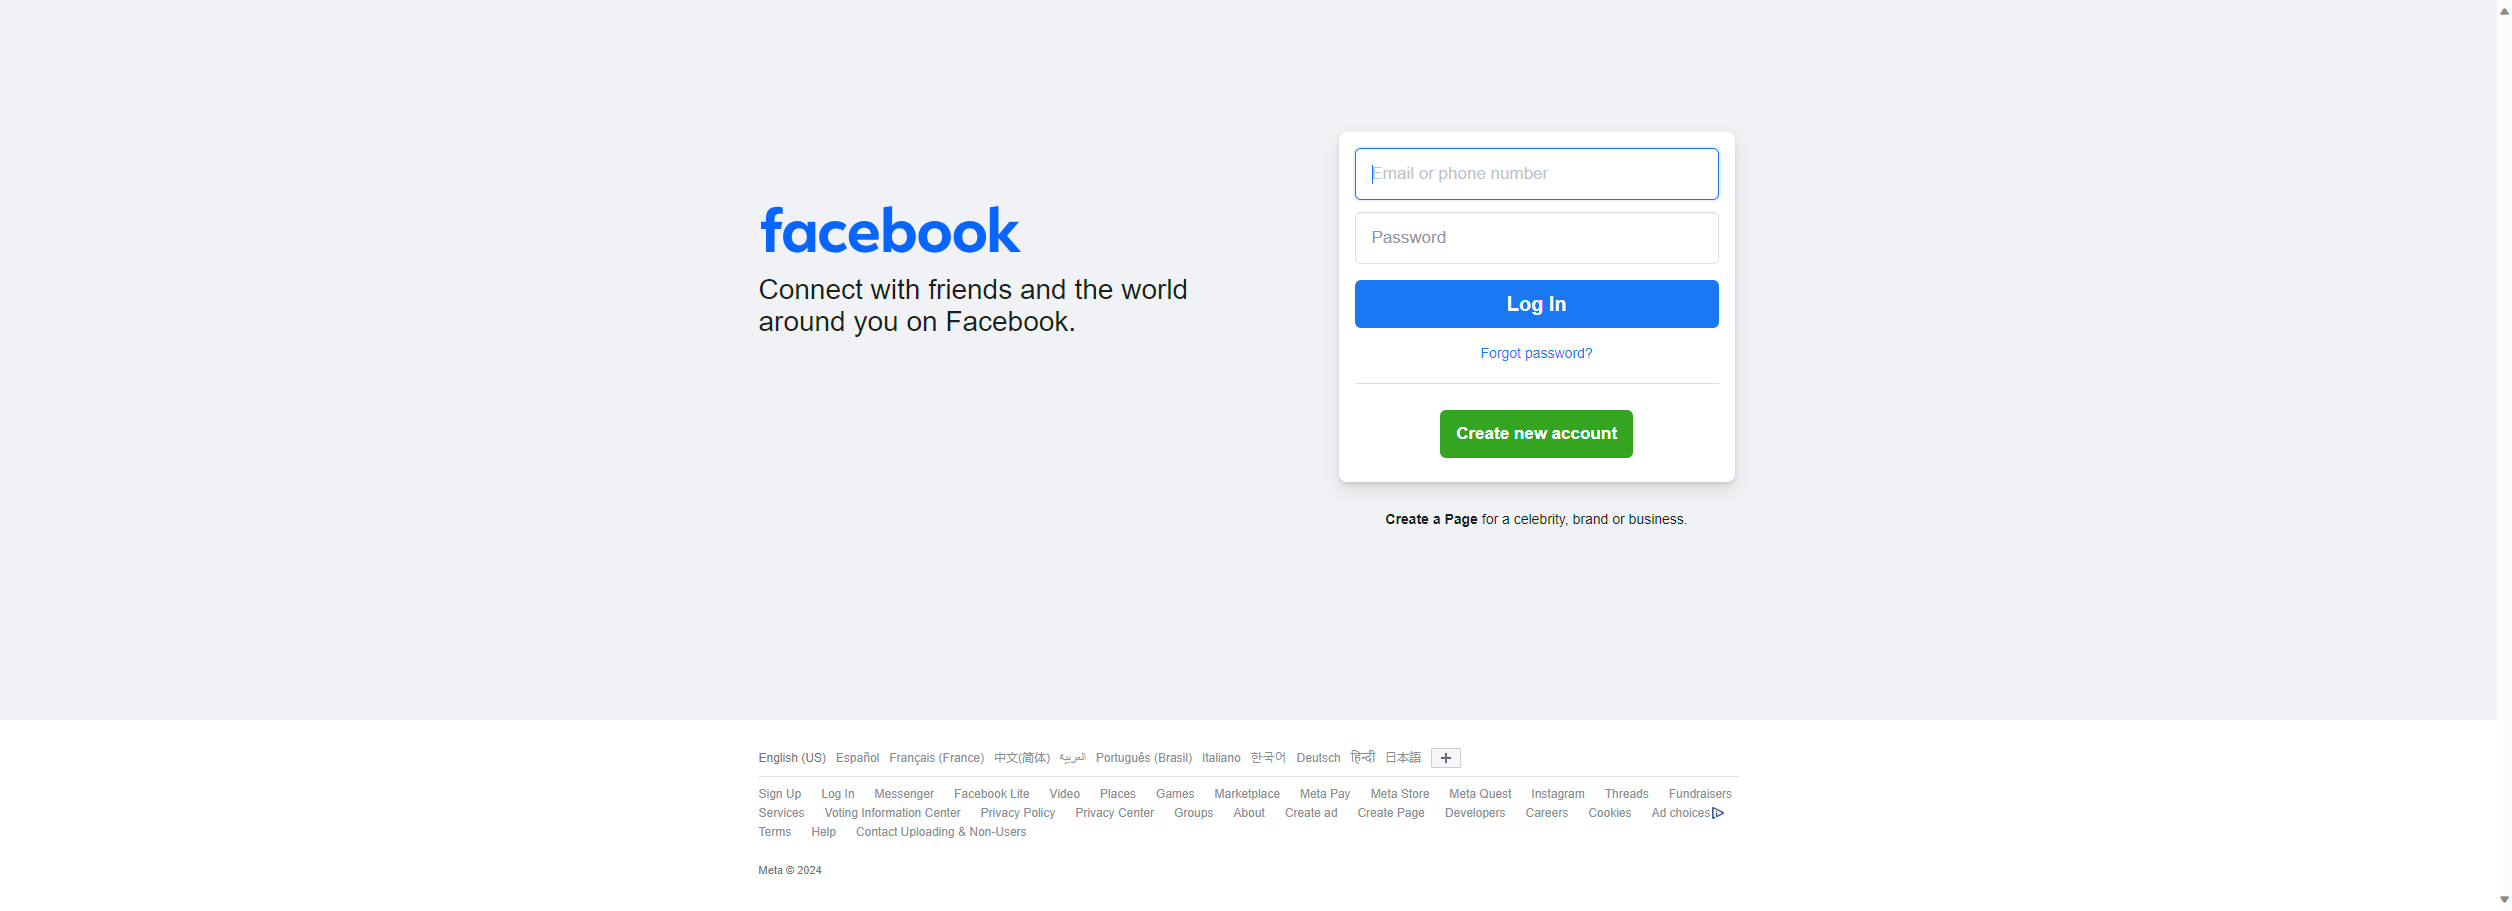 facebook
Connect with friends and the world
around you on Facebook.
Email or phone number
Password
Log In
Forgot password?
Create new account
Create a Page for a celebrity, brand or business.
English (US) Español Français (France) 中文(简体) العربية Português (Brasil) Italiano 한국어 Deutsch हिन्दी 日本語
Sign Up Log In Messenger Facebook Lite Video Places Games Marketplace Meta Pay Meta Store Meta Quest Instagram Threads Fundraisers
Services Voting Information Center Privacy Policy Privacy Center Groups About Create ad Create Page Developers Careers Cookies Ad choices
Terms Help Contact Uploading & Non-Users
Meta © 2024